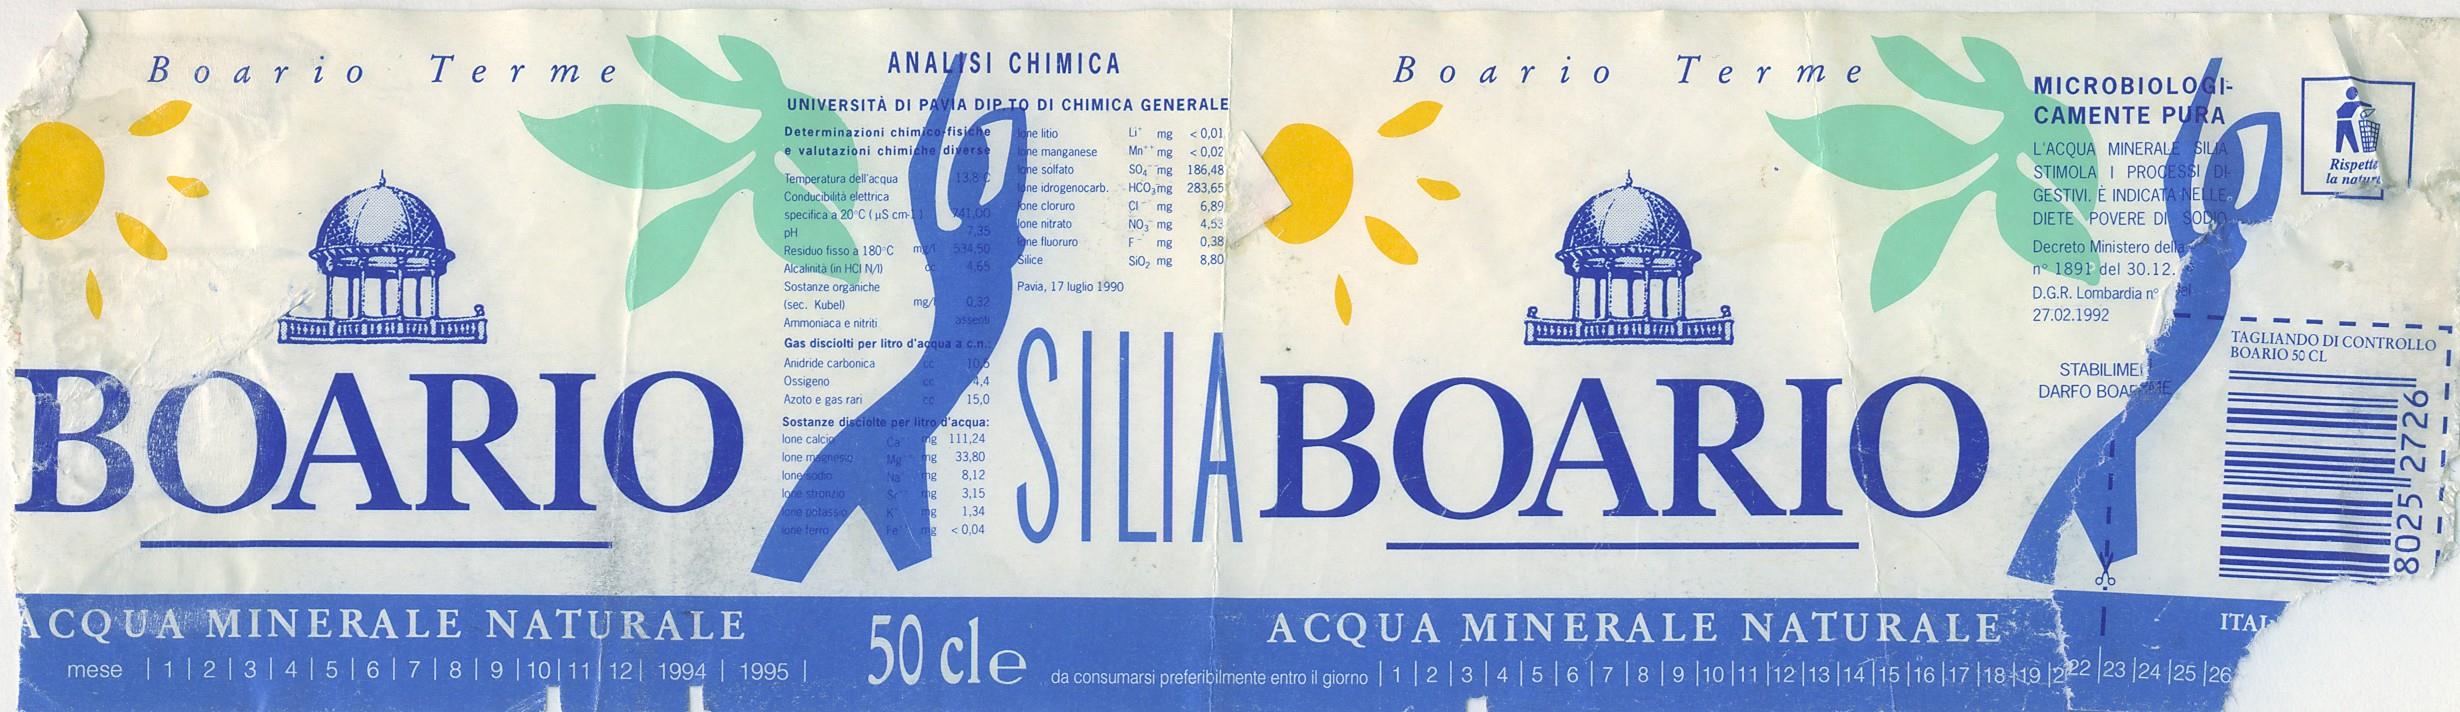 Boario Terme
BOARIO
ACQUA MINERALE NATURALE
mese | 1 | 2 | 3 | 4 | 5 | 6 | 7 | 8 | 9 | 10 | 11 | 12 | 1994 | 1995 |
ANALISI CHIMICA
UNIVERSITÀ DI PAVIA DIP.TO DI CHIMICA GENERALE
Determinazioni chimico-fisiche
e valutazioni chimiche diverse
Temperatura dell'acqua 13,8 C
Conducibilità elettrica
specifica a 20°C ( µS cm-1 ) 741,00
pH 7,35
Residuo fisso a 180°C mg/l 534,50
Alcalinità (in HCl N/l) cc 4,65
Sostanze organiche
(sec. Kubel) mg/l 0,32
Ammoniaca e nitriti assenti
Gas disciolti per litro d'acqua a c.n.:
Anidride carbonica cc 10,5
Ossigeno cc 4,4
Azoto e gas rari cc 15,0
Sostanze disciolte per litro d'acqua:
Ione calcio Ca⁺⁺ mg 111,24
Ione magnesio Mg⁺⁺ mg 33,80
Ione sodio Na⁺ mg 8,12
Ione stronzio Sr⁺⁺ mg 3,15
Ione potassio K⁺ mg 1,34
Ione ferro Fe⁺⁺ mg < 0,04
Ione litio Li⁺ mg < 0,01
Ione manganese Mn⁺⁺ mg < 0,02
Ione solfato SO₄⁻⁻ mg 186,48
Ione idrogenocarb. HCO₃⁻ mg 283,65
Ione cloruro Cl⁻ mg 6,89
Ione nitrato NO₃⁻ mg 4,53
Ione fluoruro F⁻ mg 0,38
Silice SiO₂ mg 8,80
Pavia, 17 luglio 1990
SILIA
50 cl e
Boario Terme
BOARIO
ACQUA MINERALE NATURALE
da consumarsi preferibilmente entro il giorno | 1 | 2 | 3 | 4 | 5 | 6 | 7 | 8 | 9 | 10 | 11 | 12 | 13 | 14 | 15 | 16 | 17 | 18 | 19 | 2 22 | 23 | 24 | 25 | 26
MICROBIOLOGI-
CAMENTE PURA
L'ACQUA MINERALE SILIA
STIMOLA I PROCESSI DI-
GESTIVI. È INDICATA NELLE
DIETE POVERE DI SODIO
Decreto Ministero della
n° 1891 del 30.12.
D.G.R. Lombardia n° del
27.02.1992
STABILIME
DARFO BOA
Rispetta
la natura
TAGLIANDO DI CONTROLLO
BOARIO 50 CL
8025 2726
ITAL